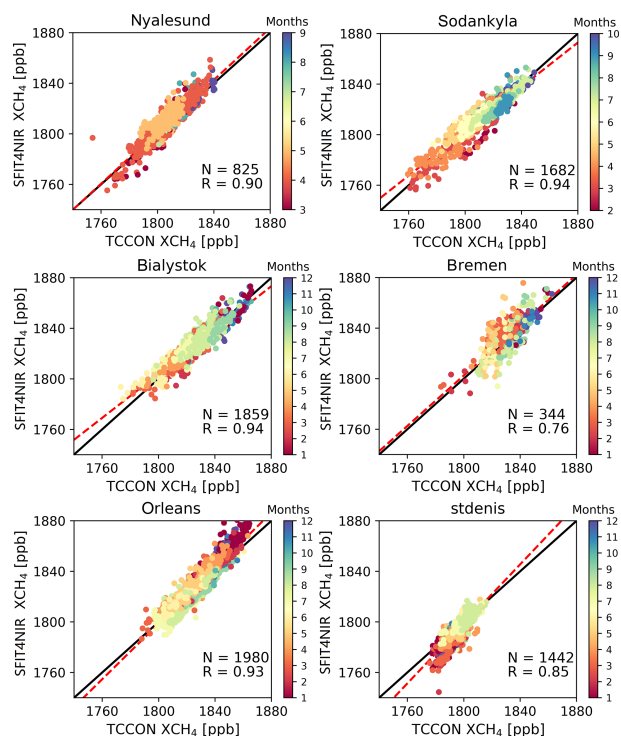 Nyalesund
Months
SFIT4NIR XCH4 [ppb]
1880
1840
1800
1760
1760 1800 1840 1880
TCCON XCH4 [ppb]
N = 825
R = 0.90
9
8
7
6
5
4
3
Sodankyla
Months
SFIT4NIR XCH4 [ppb]
1880
1840
1800
1760
1760 1800 1840 1880
TCCON XCH4 [ppb]
N = 1682
R = 0.94
10
9
8
7
6
5
4
3
2
Bialystok
Months
SFIT4NIR XCH4 [ppb]
1880
1840
1800
1760
1760 1800 1840 1880
TCCON XCH4 [ppb]
N = 1859
R = 0.94
12
11
10
9
8
7
6
5
4
3
2
1
Bremen
Months
SFIT4NIR XCH4 [ppb]
1880
1840
1800
1760
1760 1800 1840 1880
TCCON XCH4 [ppb]
N = 344
R = 0.76
12
11
10
9
8
7
6
5
4
3
2
1
Orleans
Months
SFIT4NIR XCH4 [ppb]
1880
1840
1800
1760
1760 1800 1840 1880
TCCON XCH4 [ppb]
N = 1980
R = 0.93
12
11
10
9
8
7
6
5
4
3
2
1
stdenis
Months
SFIT4NIR XCH4 [ppb]
1880
1840
1800
1760
1760 1800 1840 1880
TCCON XCH4 [ppb]
N = 1442
R = 0.85
12
11
10
9
8
7
6
5
4
3
2
1